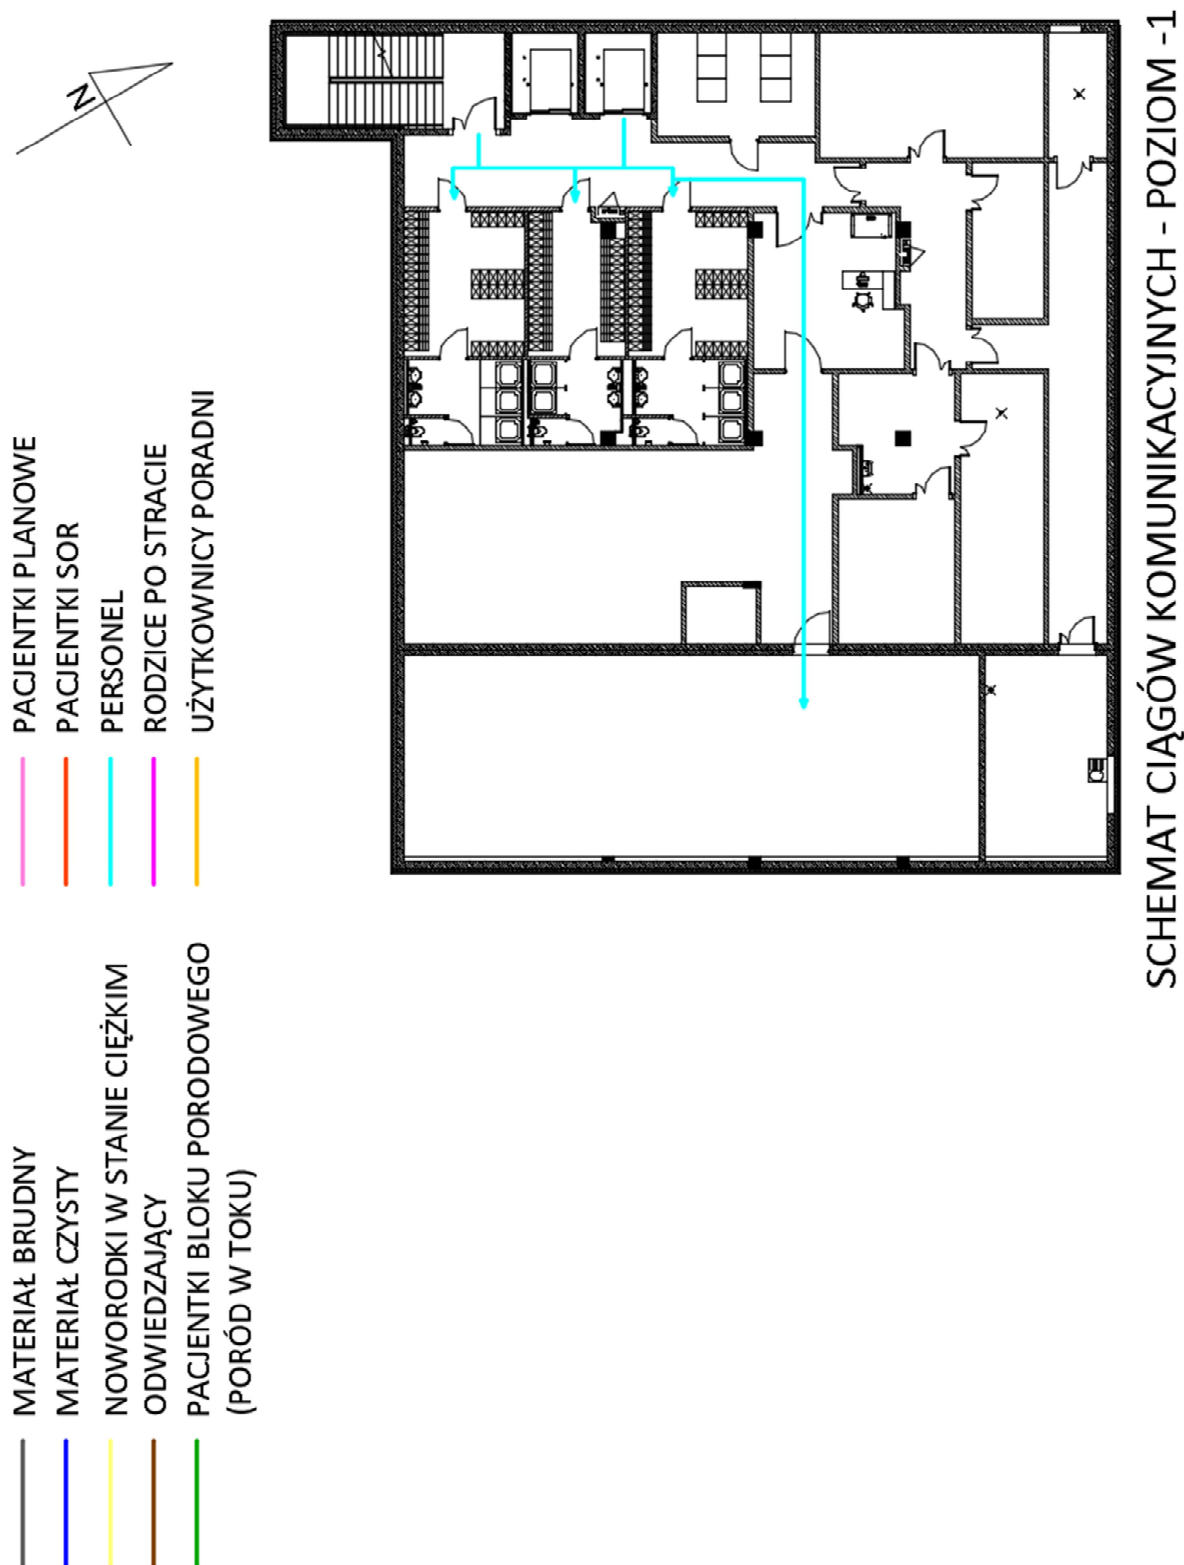 SCHEMAT CIĄGÓW KOMUNIKACYJNYCH - POZIOM -1
N
MATERIAŁ BRUDNY
MATERIAŁ CZYSTY
NOWORODKI W STANIE CIĘŻKIM
ODWIEDZAJĄCY
PACJENTKI BLOKU PORODOWEGO
(PORÓD W TOKU)
PACJENTKI PLANOWE
PACJENTKI SOR
PERSONEL
RODZICE PO STRACIE
UŻYTKOWNICY PORADNI